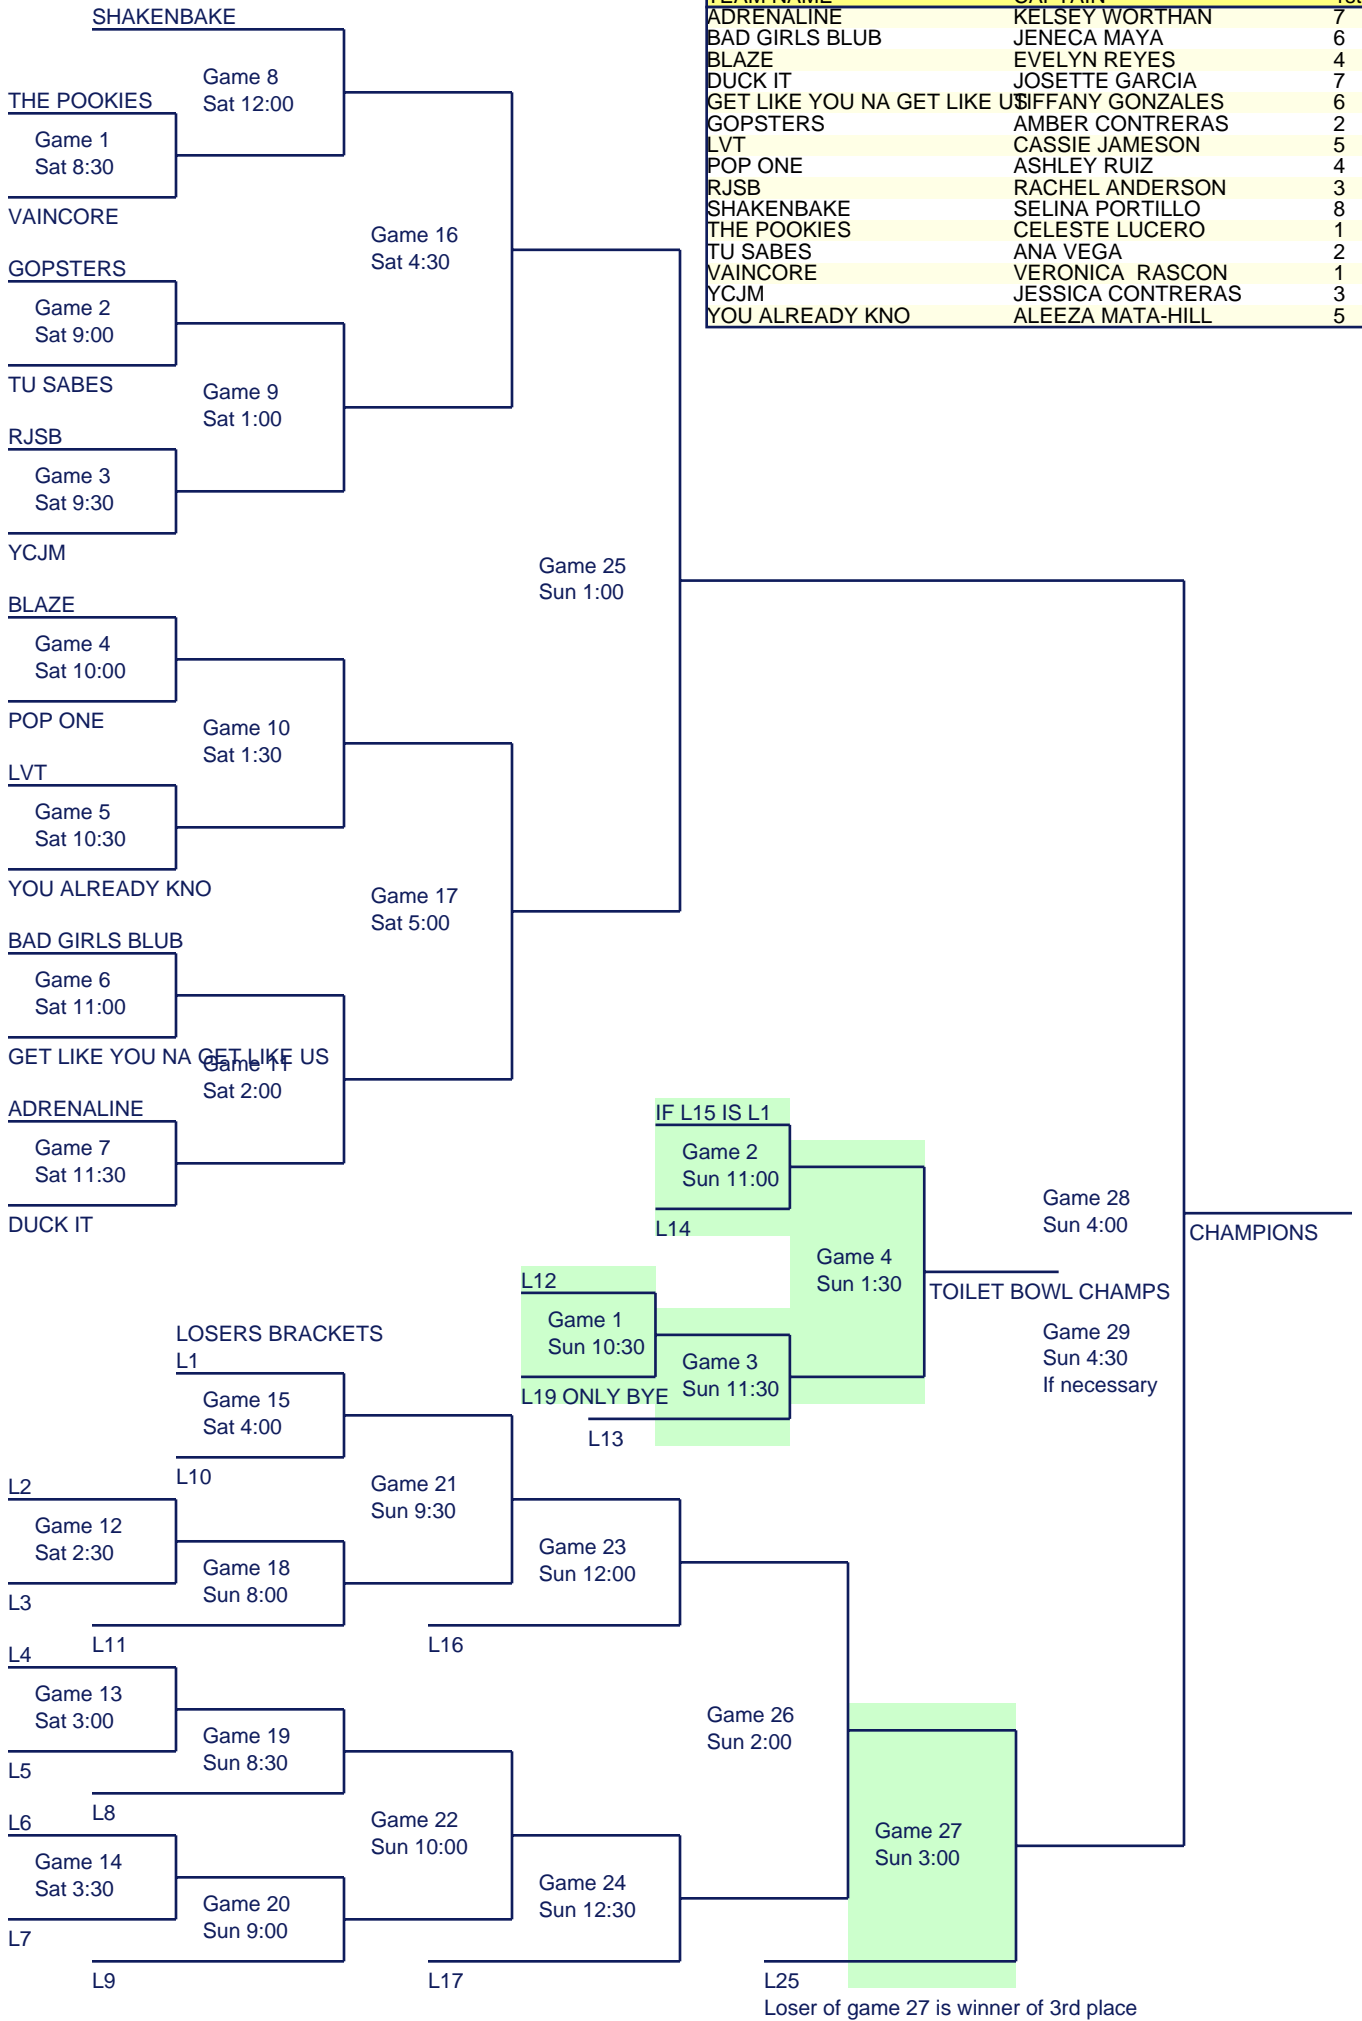 SHAKENBAKE
Game 8
Sat 12:00
THE POOKIES
Game 1
Sat 8:30
VAINCORE
Game 16
Sat 4:30
GOPSTERS
Game 2
Sat 9:00
TU SABES
Game 9
Sat 1:00
RJSB
Game 3
Sat 9:30
YCJM
Game 25
Sun 1:00
BLAZE
Game 4
Sat 10:00
POP ONE
Game 10
Sat 1:30
LVT
Game 5
Sat 10:30
YOU ALREADY KNO
Game 17
Sat 5:00
BAD GIRLS BLUB
Game 6
Sat 11:00
GET LIKE YOU NA GET LIKE US
Game 11
Sat 2:00
ADRENALINE
Game 7
Sat 11:30
DUCK IT
TEAM NAME CAPTAIN
ADRENALINE KELSEY WORTHAN 7
BAD GIRLS BLUB JENECA MAYA 6
BLAZE EVELYN REYES 4
DUCK IT JOSETTE GARCIA 7
GET LIKE YOU NA GET LIKE US TIFFANY GONZALES 6
GOPSTERS AMBER CONTRERAS 2
LVT CASSIE JAMESON 5
POP ONE ASHLEY RUIZ 4
RJSB RACHEL ANDERSON 3
SHAKENBAKE SELINA PORTILLO 8
THE POOKIES CELESTE LUCERO 1
TU SABES ANA VEGA 2
VAINCORE VERONICA RASCON 1
YCJM JESSICA CONTRERAS 3
YOU ALREADY KNO ALEEZA MATA-HILL 5
IF L15 IS L1
Game 2
Sun 11:00
L14
Game 4
Sun 1:30
L12
Game 1
Sun 10:30
L19 ONLY BYE
Game 3
Sun 11:30
L13
TOILET BOWL CHAMPS
Game 28
Sun 4:00
CHAMPIONS
Game 29
Sun 4:30
If necessary
LOSERS BRACKETS
L1
Game 15
Sat 4:00
L10
Game 21
Sun 9:30
L2
Game 12
Sat 2:30
L3
Game 18
Sun 8:00
L11
Game 23
Sun 12:00
L16
L4
Game 13
Sat 3:00
L5
Game 19
Sun 8:30
L8
Game 26
Sun 2:00
L6
Game 14
Sat 3:30
L7
Game 22
Sun 10:00
Game 20
Sun 9:00
L9
Game 24
Sun 12:30
L17
Game 27
Sun 3:00
L25
Loser of game 27 is winner of 3rd place